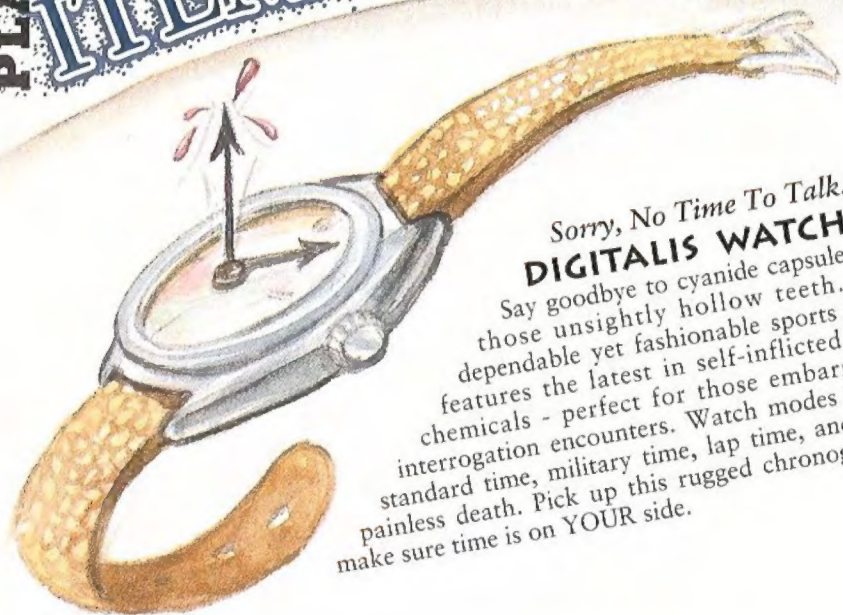 Sorry, No Time To Talk.
DIGITALIS WATCH
Say goodbye to cyanide capsule
those unsightly hollow teeth.
dependable yet fashionable sports
features the latest in self-inflicted
chemicals - perfect for those
interrogation encounters. Watch modes
standard time, military time, lap time,
painless death. Pick up this rugged
make sure time is on YOUR side.